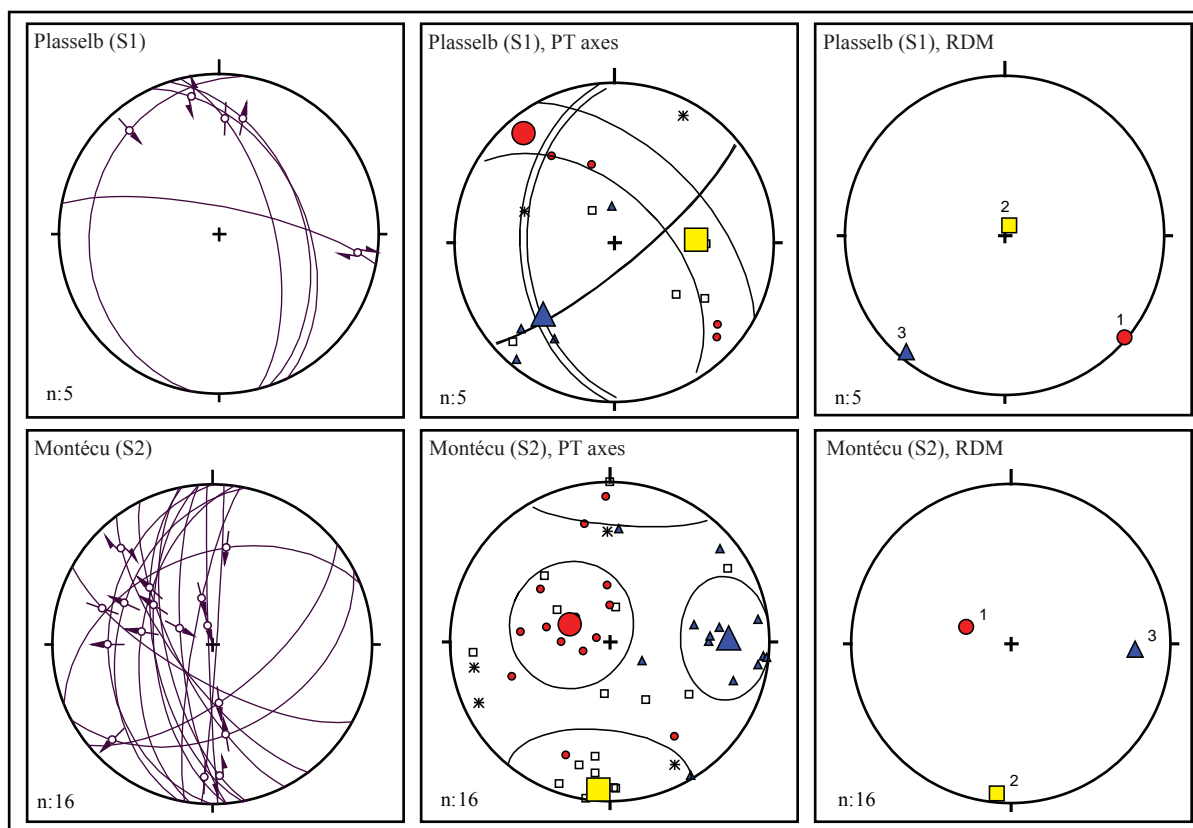 Plasselb (S1)
n:5
Plasselb (S1), PT axes
n:5
Plasselb (S1), RDM
2
1
3
n:5
Montécu (S2)
n:16
Montécu (S2), PT axes
n:16
Montécu (S2), RDM
1
3
2
n:16